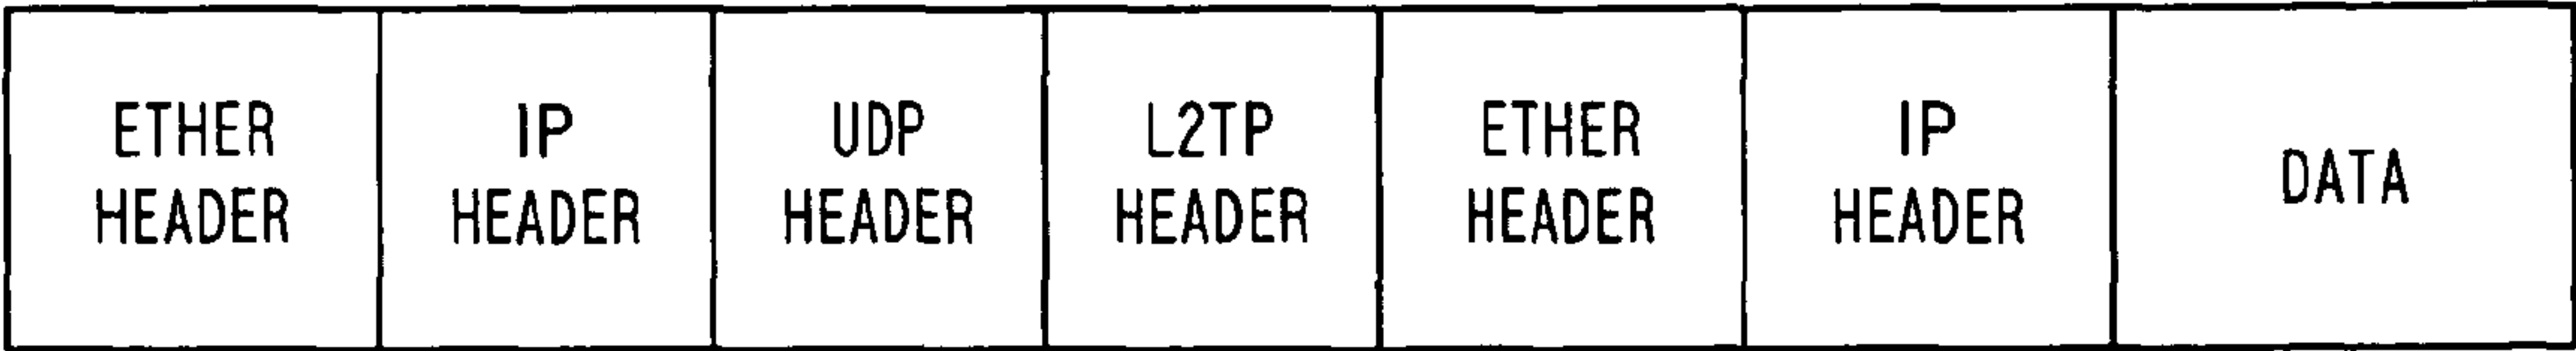 ETHER
HEADER
IP
HEADER
UDP
HEADER
L2TP
HEADER
ETHER
HEADER
IP
HEADER
DATA